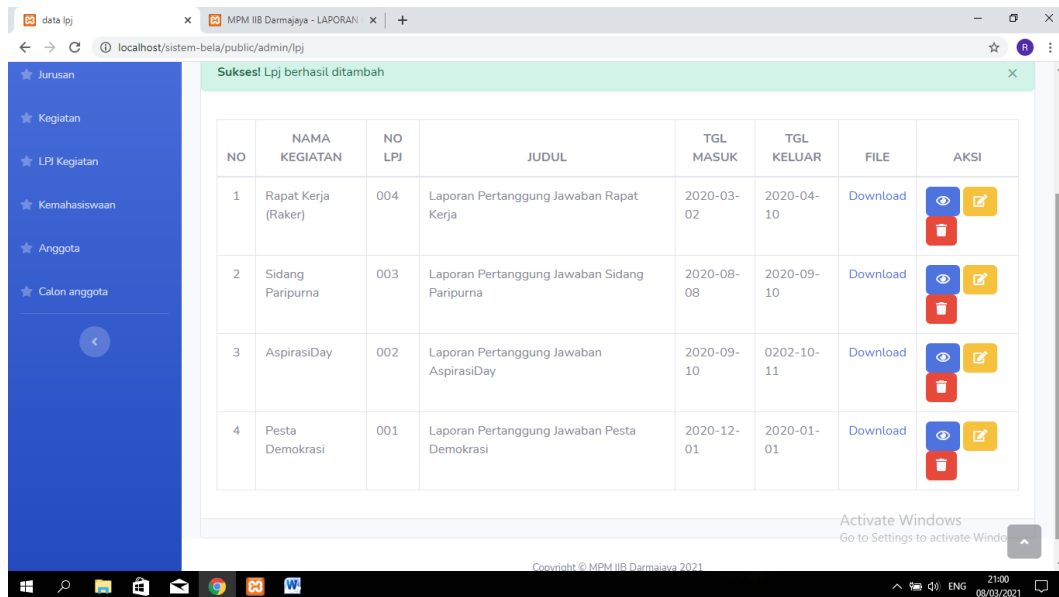 data lpj
MPM IIB Darmajaya - LAPORAN
localhost/sistem-bela/public/admin/lpj
R
Jurusan
Kegiatan
LPJ Kegiatan
Kemahasiswaan
Anggota
Calon anggota
Sukses! Lpj berhasil ditambah
NO NAMA KEGIATAN NO LPJ JUDUL TGL MASUK TGL KELUAR FILE AKSI
1 Rapat Kerja (Raker) 004 Laporan Pertanggung Jawaban Rapat Kerja 2020-03-02 2020-04-10 Download
2 Sidang Paripurna 003 Laporan Pertanggung Jawaban Sidang Paripurna 2020-08-08 2020-09-10 Download
3 AspirasiDay 002 Laporan Pertanggung Jawaban AspirasiDay 2020-09-10 0202-10-11 Download
4 Pesta Demokrasi 001 Laporan Pertanggung Jawaban Pesta Demokrasi 2020-12-01 2020-01-01 Download
Activate Windows
Go to Settings to activate Windo
Copyright © MPM IIB Darmajaya 2021
ENG
21:00
08/03/2021